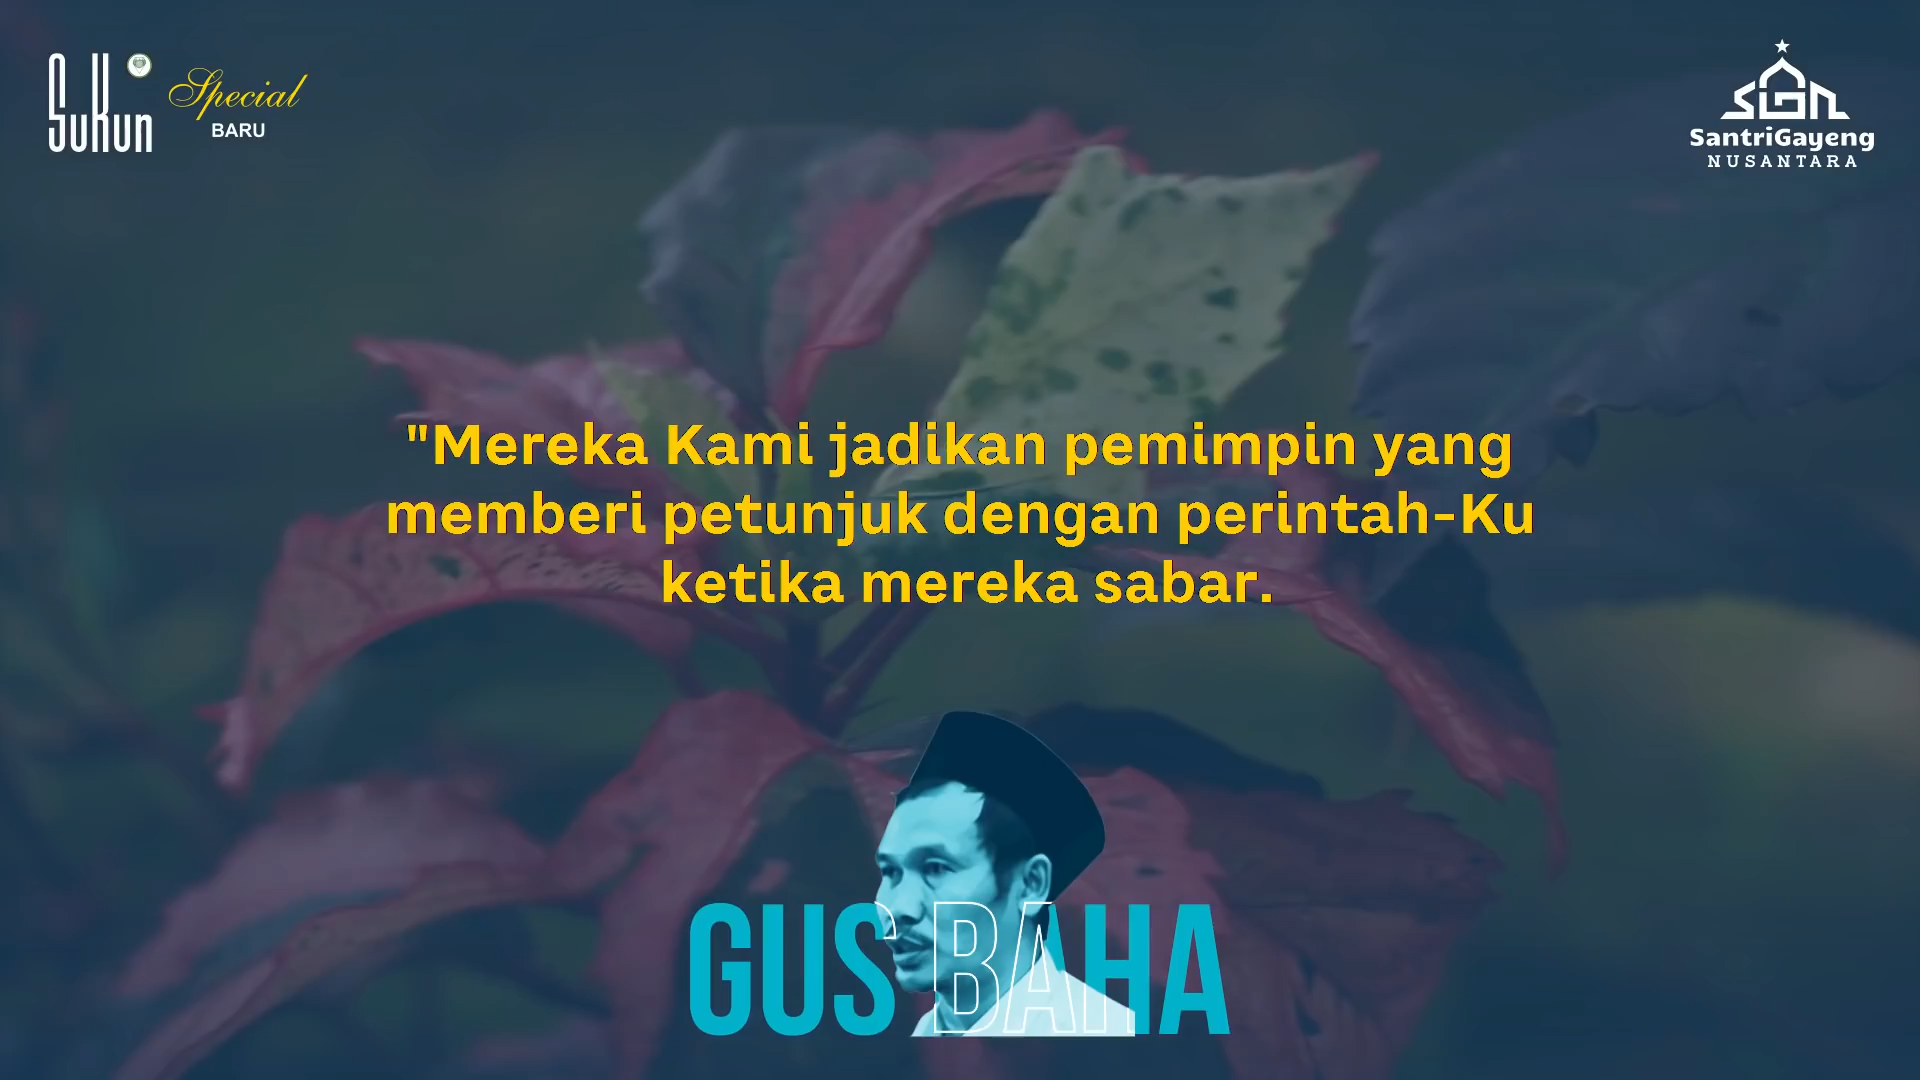 SuKun
Special
BARU
SIGN
SantriGayeng
NUSANTARA
"Mereka Kami jadikan pemimpin yang
memberi petunjuk dengan perintah-Ku
ketika mereka sabar.
GUS BAHA